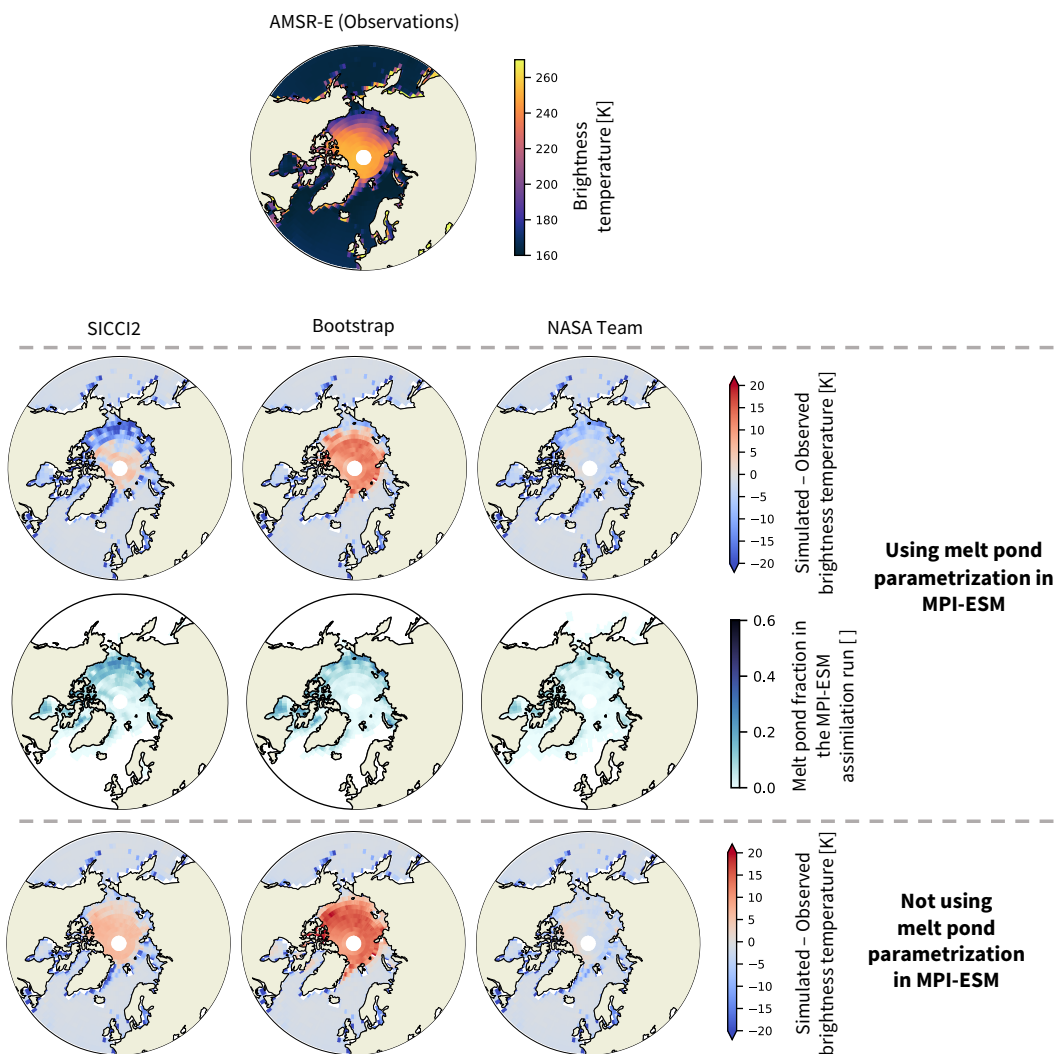 AMSR-E (Observations)
260
240
220
200
180
160
Brightness
temperature [K]
SICCI2
Bootstrap
NASA Team
20
15
10
5
0
−5
−10
−15
−20
Simulated – Observed
brightness temperature [K]
Using melt pond
parametrization in
MPI-ESM
0.6
0.4
0.2
0.0
Melt pond fraction in
the MPI-ESM
assimilation run [ ]
20
15
10
5
0
−5
−10
−15
−20
Simulated – Observed
brightness temperature [K]
Not using
melt pond
parametrization
in MPI-ESM